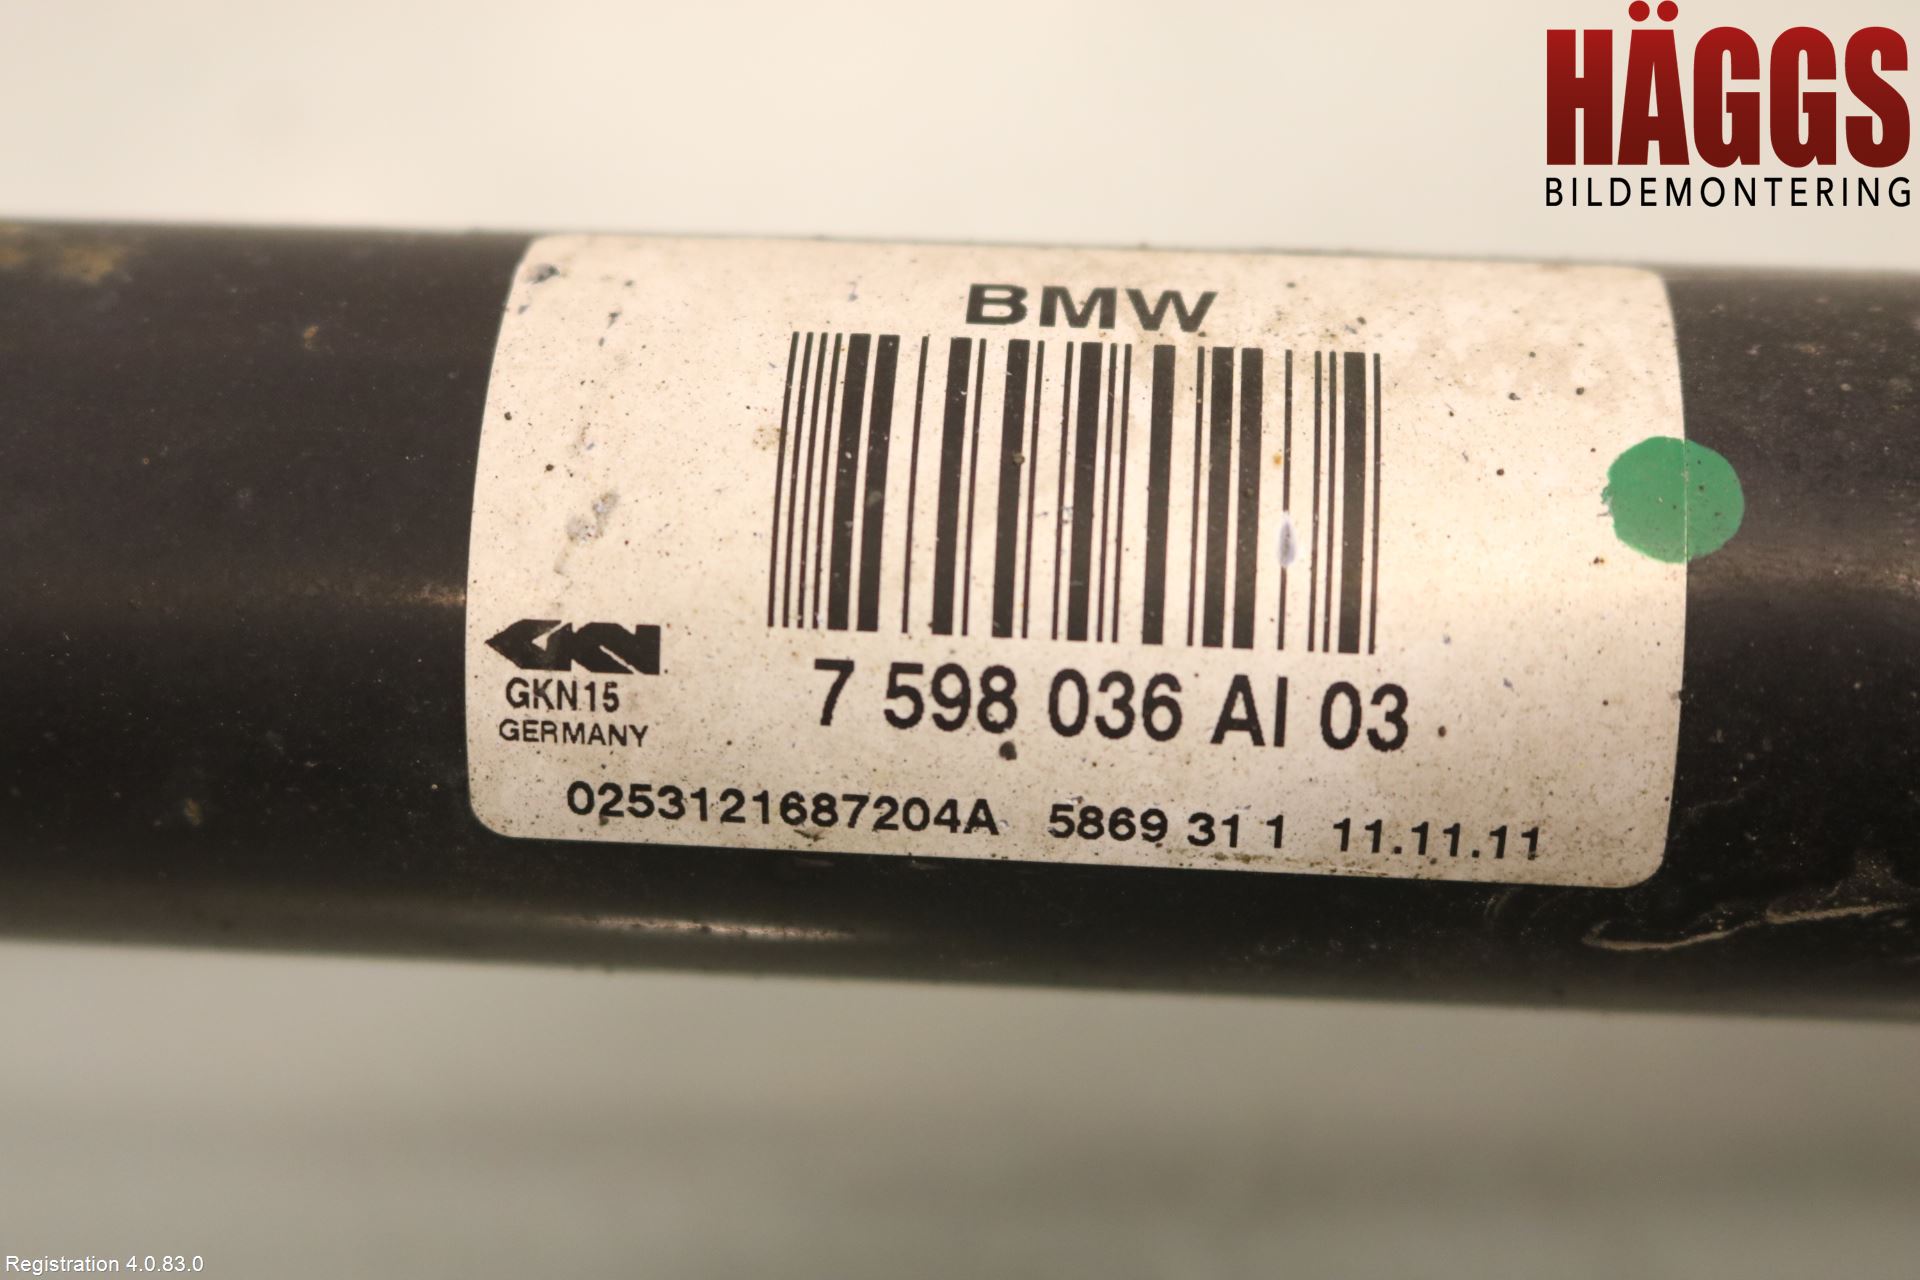 HÄGGS
BILDEMONTERING
BMW
GKN
GKN15
GERMANY
7 598 036 AI 03
0253121687204A 5869 31 1 11.11.11
Registration 4.0.83.0